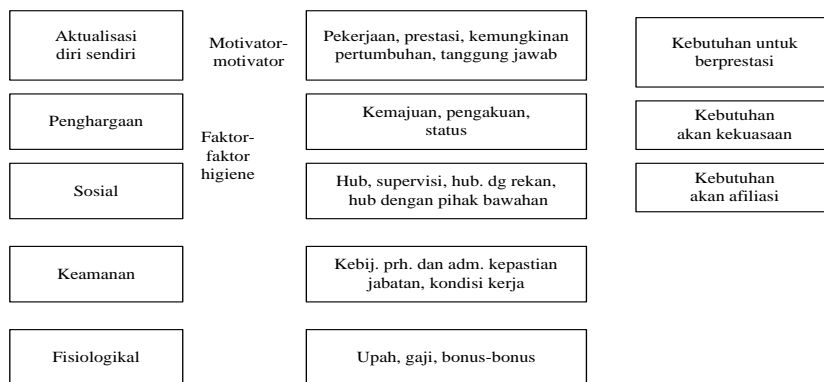 Aktualisasi
diri sendiri
Motivator-
motivator
Pekerjaan, prestasi, kemungkinan
pertumbuhan, tanggung jawab
Kebutuhan untuk
berprestasi
Penghargaan
Faktor-
faktor
higiene
Kemajuan, pengakuan,
status
Kebutuhan
akan kekuasaan
Sosial
Hub, supervisi, hub. dg rekan,
hub dengan pihak bawahan
Kebutuhan
akan afiliasi
Keamanan
Kebij. prh. dan adm. kepastian
jabatan, kondisi kerja
Fisiologikal
Upah, gaji, bonus-bonus